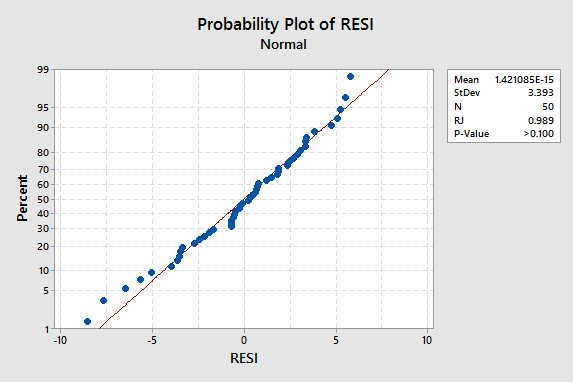 Probability Plot of RESI
Normal
Mean 1.421085E-15
StDev 3.393
N 50
RJ 0.989
P-Value >0.100
Percent
99
95
90
80
70
60
50
40
30
20
10
5
1
-10 -5 0 5 10
RESI